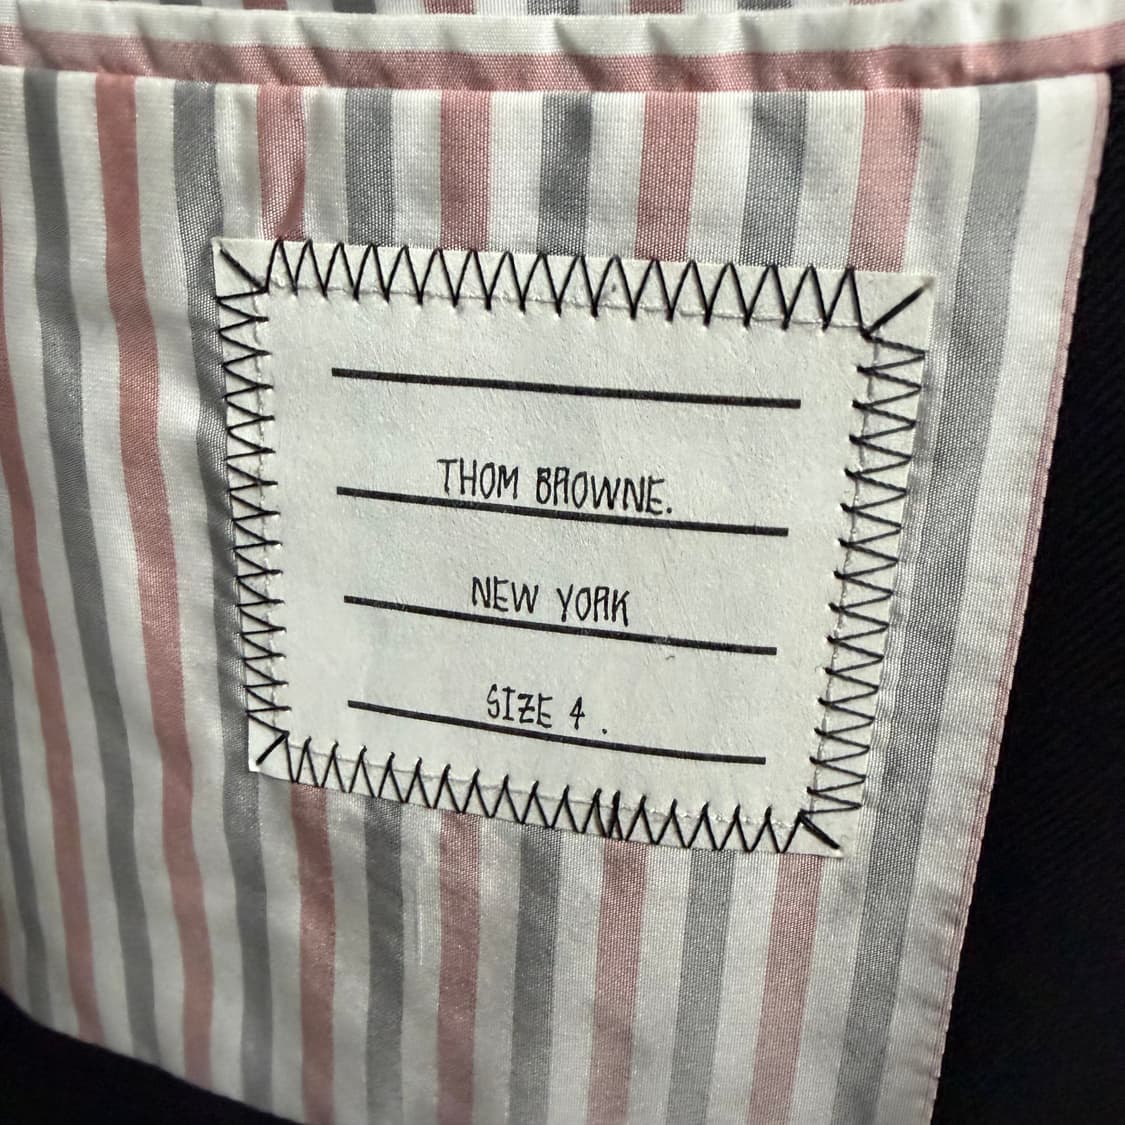 THOM BROWNE.
NEW YORK
SIZE 4 .